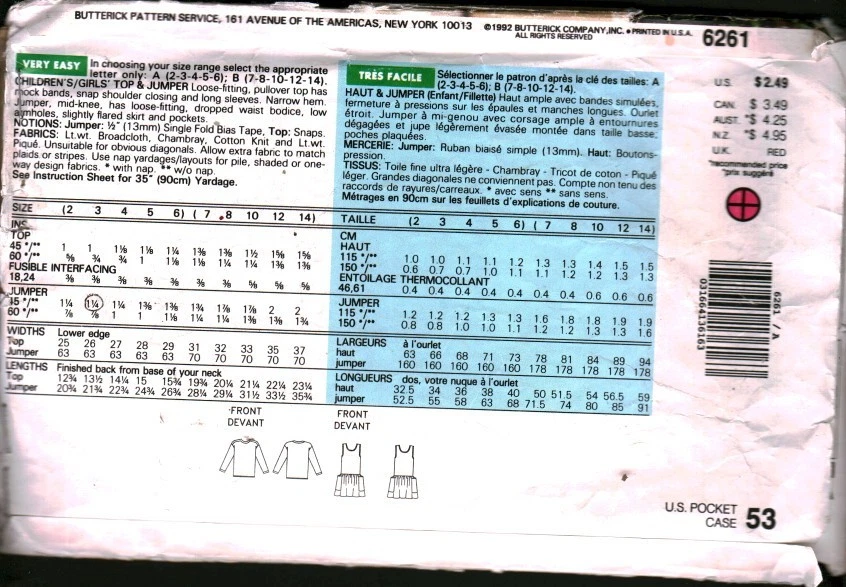 BUTTERICK PATTERN SERVICE, 161 AVENUE OF THE AMERICAS, NEW YORK 10013
©1992 BUTTERICK COMPANY, INC. • PRINTED IN U.S.A.
ALL RIGHTS RESERVED
6261
VERY EASY In choosing your size range select the appropriate
letter only: A (2-3-4-5-6); B (7-8-10-12-14).
CHILDREN'S/GIRLS' TOP & JUMPER Loose-fitting, pullover top has
mock bands, snap shoulder closing and long sleeves. Narrow hem.
Jumper, mid-knee, has loose-fitting, dropped waist bodice, low
armholes, slightly flared skirt and pockets.
NOTIONS: Jumper: ½" (13mm) Single Fold Bias Tape, Top: Snaps.
FABRICS: Lt.wt. Broadcloth, Chambray, Cotton Knit and Lt.wt.
Piqué. Unsuitable for obvious diagonals. Allow extra fabric to match
plaids or stripes. Use nap yardages/layouts for pile, shaded or one-
way design fabrics. * with nap. ** w/o nap.
See Instruction Sheet for 35" (90cm) Yardage.
SIZE (2 3 4 5 6) (7 8 10 12 14)
INS.
TOP
45 */** 1 1 1⅛ 1⅛ 1¼ 1⅜ 1⅜ 1½ 1⅝ 1⅝
60 */** ⅝ ¾ ¾ 1 1⅛ 1⅛ 1¼ 1¼ 1⅜ 1⅜
FUSIBLE INTERFACING
18,24 ⅜ ⅜ ⅜ ⅜ ⅜ ⅜ ⅜ ⅝ ⅝ ⅝
JUMPER
45 */** 1¼ 1¼ 1¼ 1⅜ 1⅜ 1¾ 1⅞ 1⅞ 2 2
60 */** ⅞ ⅞ 1 1 1⅛ 1¼ 1¼ 1⅜ 1⅜ 1¾
WIDTHS Lower edge
Top 25 26 27 28 29 31 32 33 35 37
Jumper 63 63 63 63 63 70 70 70 70 70
LENGTHS Finished back from base of your neck
Top 12¾ 13½ 14¼ 15 15¾ 19¾ 20¼ 21¼ 22¼ 23¼
Jumper 20¾ 21¾ 22¾ 24¾ 26¾ 28¼ 29¼ 31½ 33½ 35¾
TRÈS FACILE Sélectionner le patron d'après la clé des tailles: A
(2-3-4-5-6); B (7-8-10-12-14).
HAUT & JUMPER (Enfant/Fillette) Haut ample avec bandes simulées,
fermeture à pressions sur les épaules et manches longues. Ourlet
étroit. Jumper à mi-genou avec corsage ample à entournures
dégagées et jupe légèrement évasée montée dans taille basse,
poches plaquées.
MERCERIE: Jumper: Ruban biaisé simple (13mm). Haut: Boutons-
pression.
TISSUS: Toile fine ultra légère - Chambray - Tricot de coton - Piqué
léger. Grandes diagonales ne conviennent pas. Compte non tenu des
raccords de rayures/carreaux. * avec sens ** sans sens.
Métrages en 90cm sur les feuillets d'explications de couture.
TAILLE (2 3 4 5 6) (7 8 10 12 14)
CM
HAUT
115 */** 1.0 1.0 1.1 1.1 1.2 1.3 1.3 1.4 1.5 1.5
150 */** 0.6 0.7 0.7 1.0 1.1 1.1 1.2 1.2 1.3 1.3
ENTOILAGE THERMOCOLLANT
46,61 0.4 0.4 0.4 0.4 0.4 0.4 0.4 0.6 0.6 0.6
JUMPER
115 */** 1.2 1.2 1.2 1.3 1.3 1.6 1.8 1.8 1.9 1.9
150 */** 0.8 0.8 1.0 1.0 1.1 1.2 1.2 1.3 1.3 1.6
LARGEURS à l'ourlet
haut 63 66 68 71 73 78 81 84 89 94
jumper 160 160 160 160 160 178 178 178 178 178
LONGUEURS dos, votre nuque à l'ourlet
haut 32.5 34 36 38 40 50 51.5 54 56.5 59
jumper 52.5 55 58 63 68 71.5 74 80 85 91
U.S. $2.49
CAN. $ 3.49
AUST. *$ 4.25
N.Z. *$ 4.95
U.K. RED
*recommended price
*prix suggéré
6261 / A
031664136163
FRONT
DEVANT
FRONT
DEVANT
U.S. POCKET
CASE 53